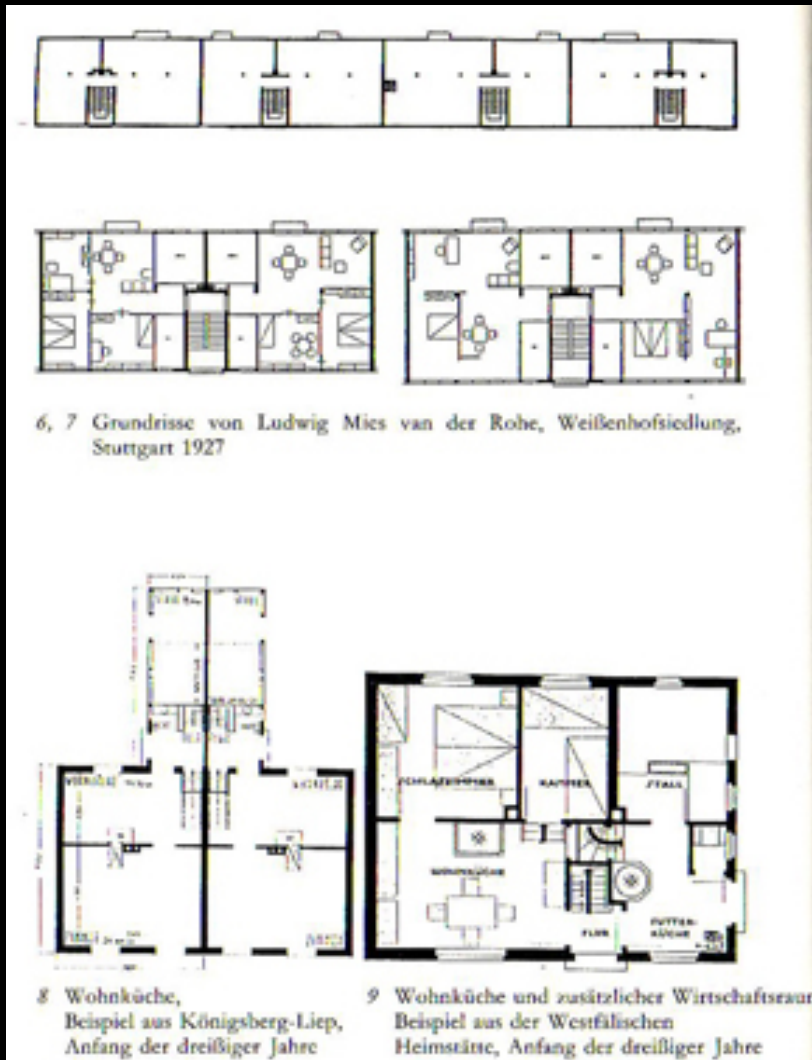 6, 7 Grundrisse von Ludwig Mies van der Rohe, Weißenhofsiedlung,
Stuttgart 1927
SCHLAFZIMMER KAMMER STALL
WOHNKÜCHE
FLUR
FUTTER-
KÜCHE
8 Wohnküche,
Beispiel aus Königsberg-Liep,
Anfang der dreißiger Jahre
9 Wohnküche und zusätzlicher Wirtschaftsraum
Beispiel aus der Westfälischen
Heimstätte, Anfang der dreißiger Jahre